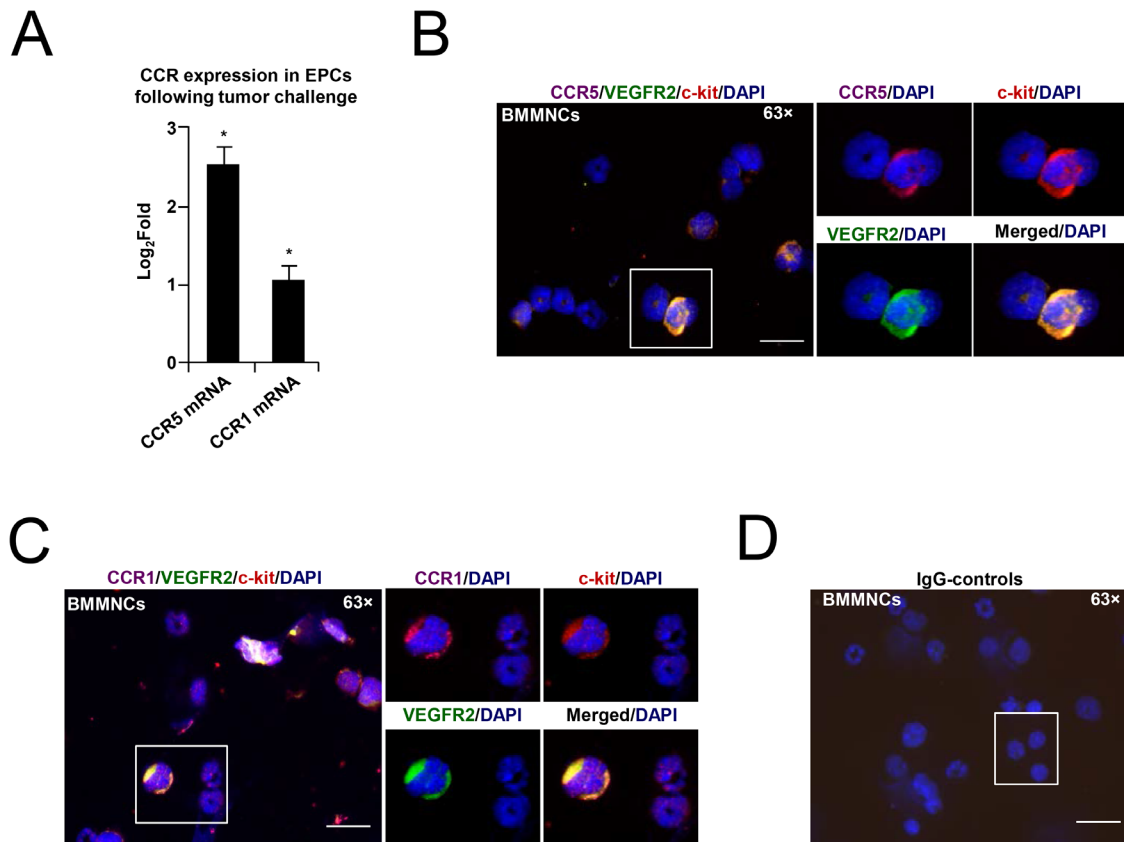 A
CCR expression in EPCs
following tumor challenge
3
2
1
0
Log2Fold
*
*
CCR5 mRNA
CCR1 mRNA
B
CCR5/VEGFR2/c-kit/DAPI
BMMNCs
63×
CCR5/DAPI
c-kit/DAPI
VEGFR2/DAPI
Merged/DAPI
C
CCR1/VEGFR2/c-kit/DAPI
BMMNCs
63×
CCR1/DAPI
c-kit/DAPI
VEGFR2/DAPI
Merged/DAPI
D
IgG-controls
BMMNCs
63×